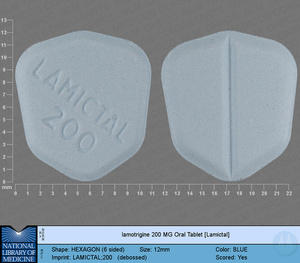 LAMICTAL
200
13
12
11
10
9
8
7
6
5
4
3
2
1
0
mm
0 1 2 3 4 5 6 7 8 9 10 11 12 13 14 15 16 17 18 19 20 21 22
NATIONAL
LIBRARY OF
MEDICINE
lamotrigine 200 MG Oral Tablet [Lamictal]
Shape: HEXAGON (6 sided) Size: 12mm Color: BLUE
Imprint: LAMICTAL;200 (debossed) Scored: Yes